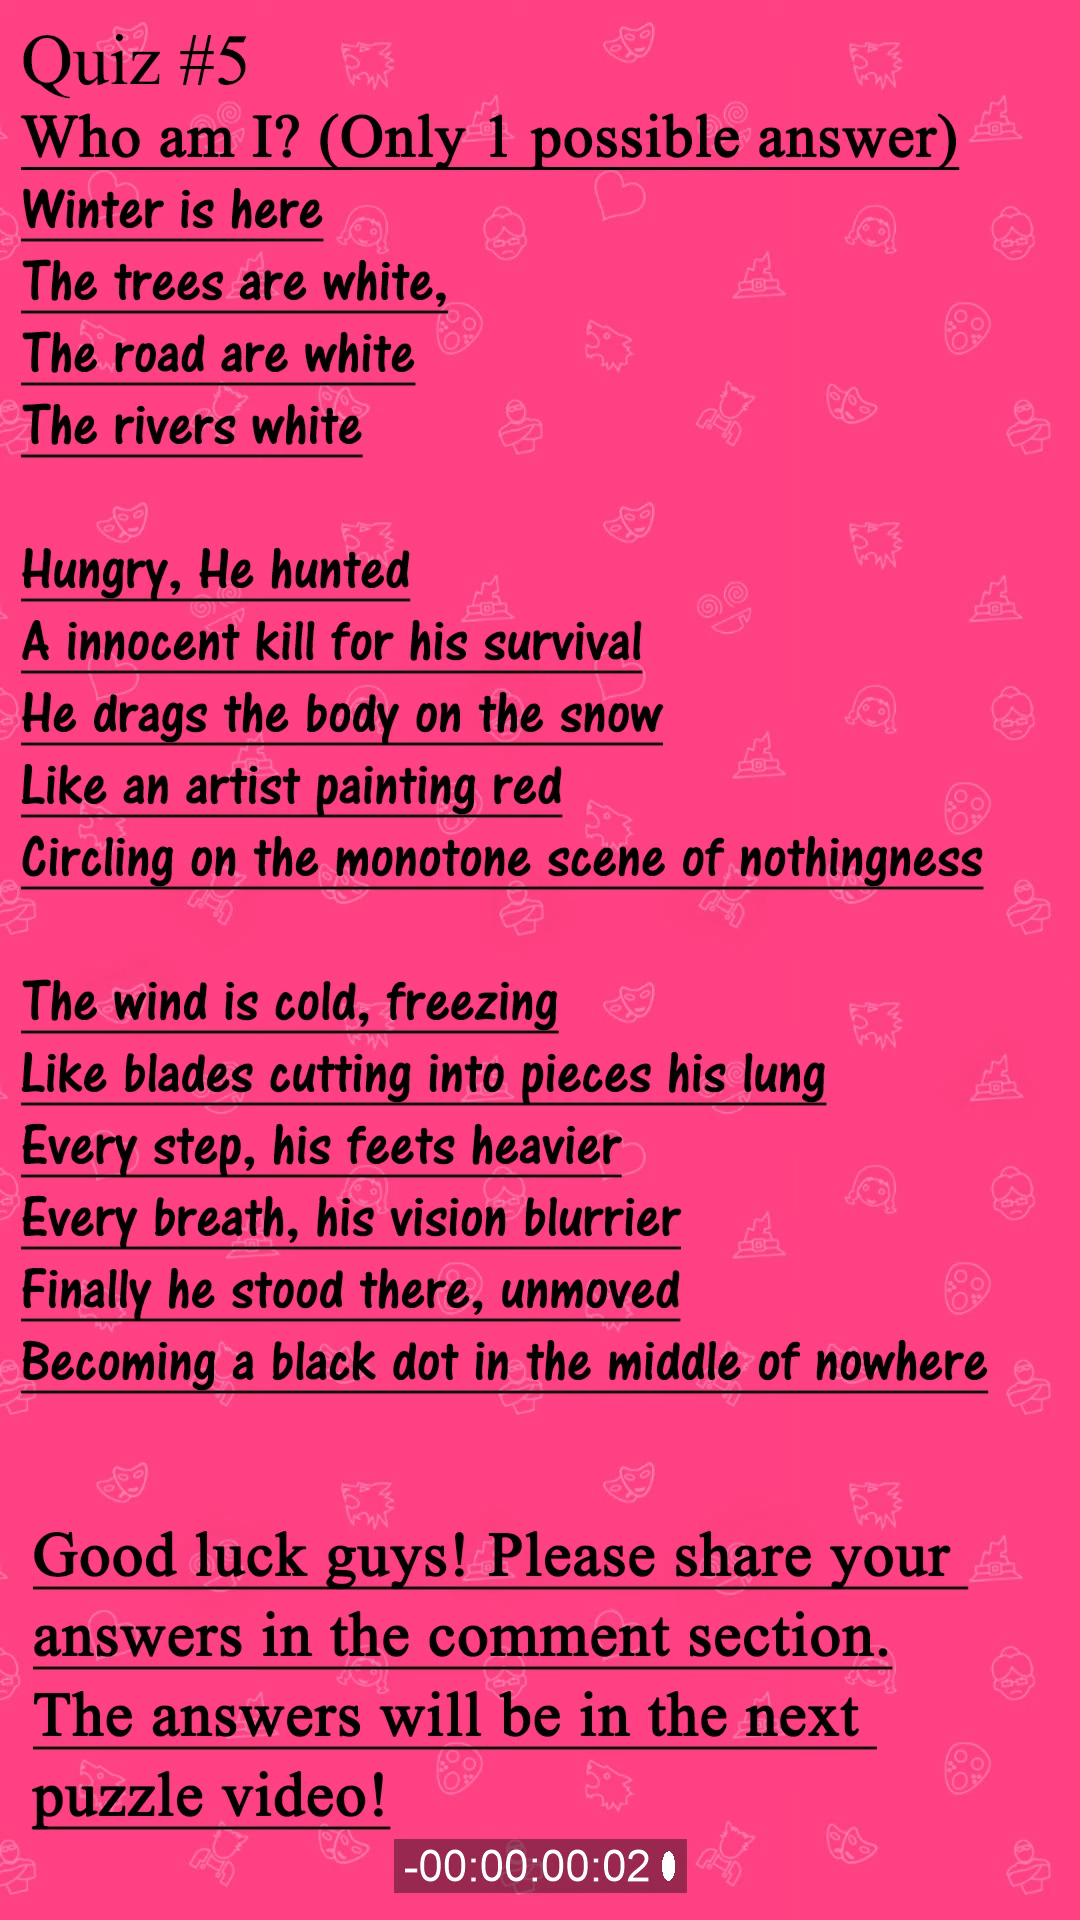 Quiz #5
Who am I? (Only 1 possible answer)
Winter is here
The trees are white,
The road are white
The rivers white
Hungry, He hunted
A innocent kill for his survival
He drags the body on the snow
Like an artist painting red
Circling on the monotone scene of nothingness
The wind is cold, freezing
Like blades cutting into pieces his lung
Every step, his feets heavier
Every breath, his vision blurrier
Finally he stood there, unmoved
Becoming a black dot in the middle of nowhere
Good luck guys! Please share your
answers in the comment section.
The answers will be in the next
puzzle video!
-00:00:00:02